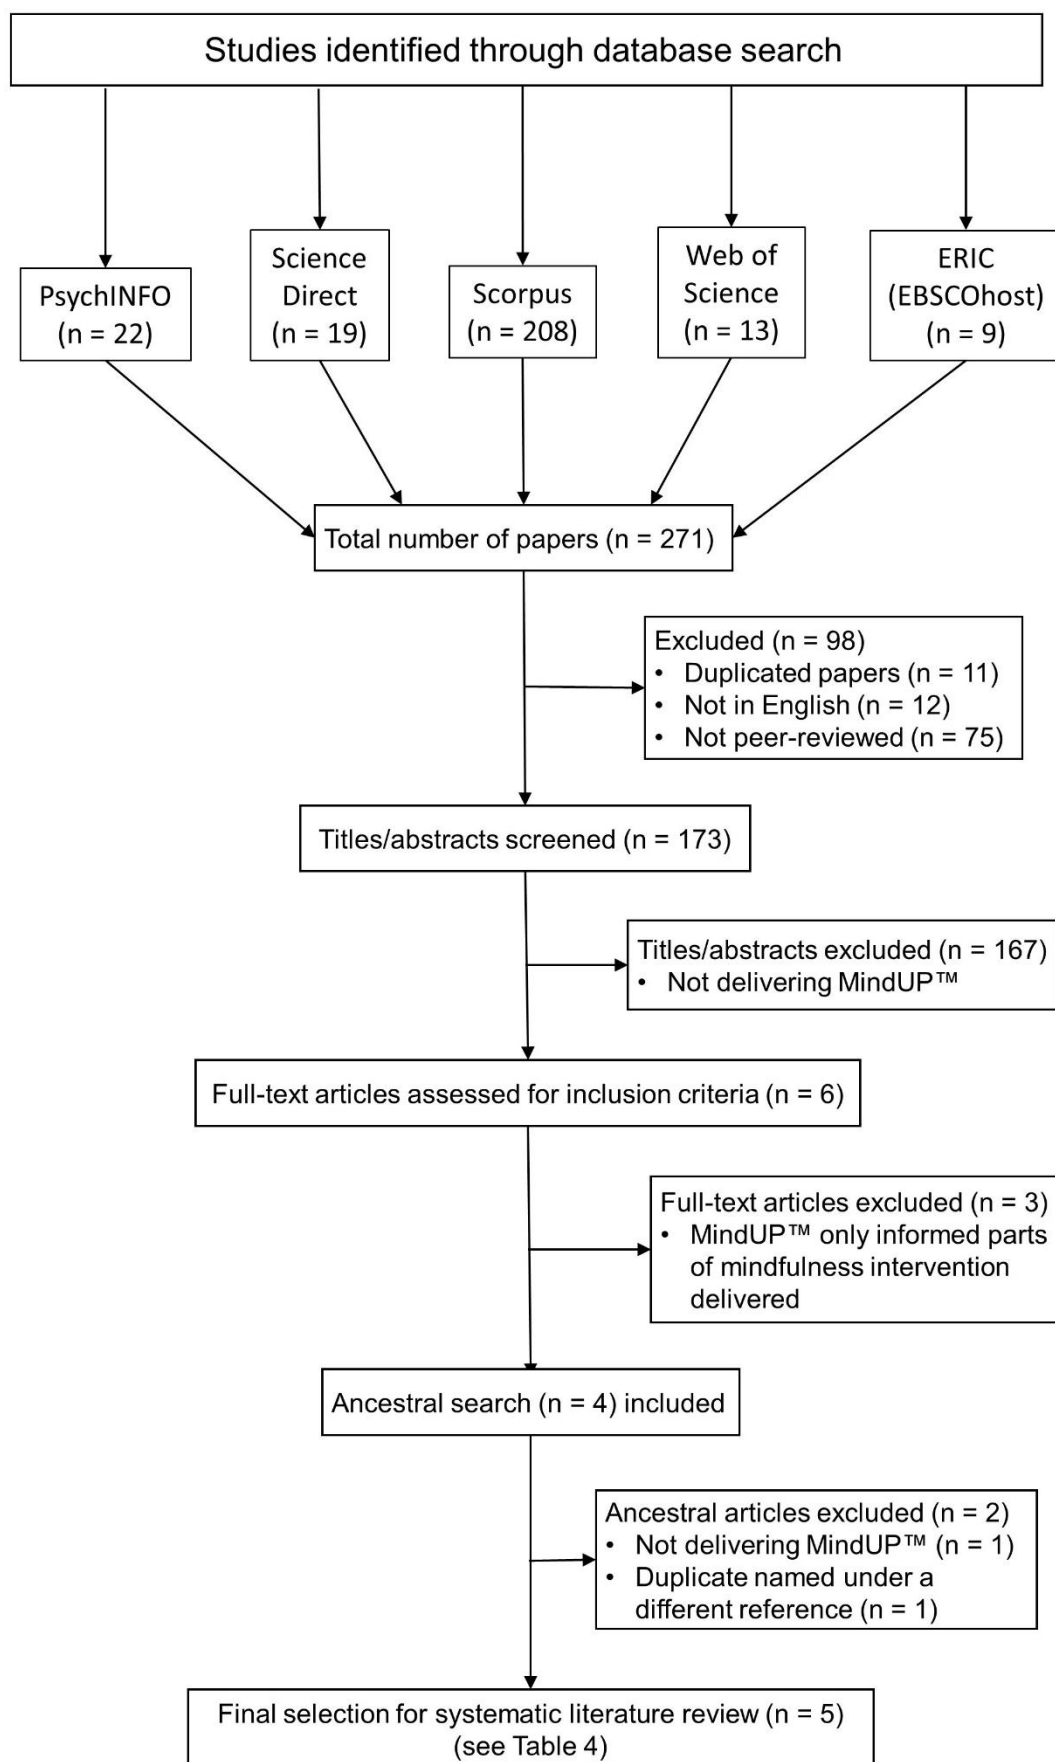 Studies identified through database search
PsychINFO
(n = 22)
Science
Direct
(n = 19)
Scorpus
(n = 208)
Web of
Science
(n = 13)
ERIC
(EBSCOhost)
(n = 9)
Total number of papers (n = 271)
Excluded (n = 98)
• Duplicated papers (n = 11)
• Not in English (n = 12)
• Not peer-reviewed (n = 75)
Titles/abstracts screened (n = 173)
Titles/abstracts excluded (n = 167)
• Not delivering MindUP™
Full-text articles assessed for inclusion criteria (n = 6)
Full-text articles excluded (n = 3)
• MindUP™ only informed parts
of mindfulness intervention
delivered
Ancestral search (n = 4) included
Ancestral articles excluded (n = 2)
• Not delivering MindUP™ (n = 1)
• Duplicate named under a
different reference (n = 1)
Final selection for systematic literature review (n = 5)
(see Table 4)